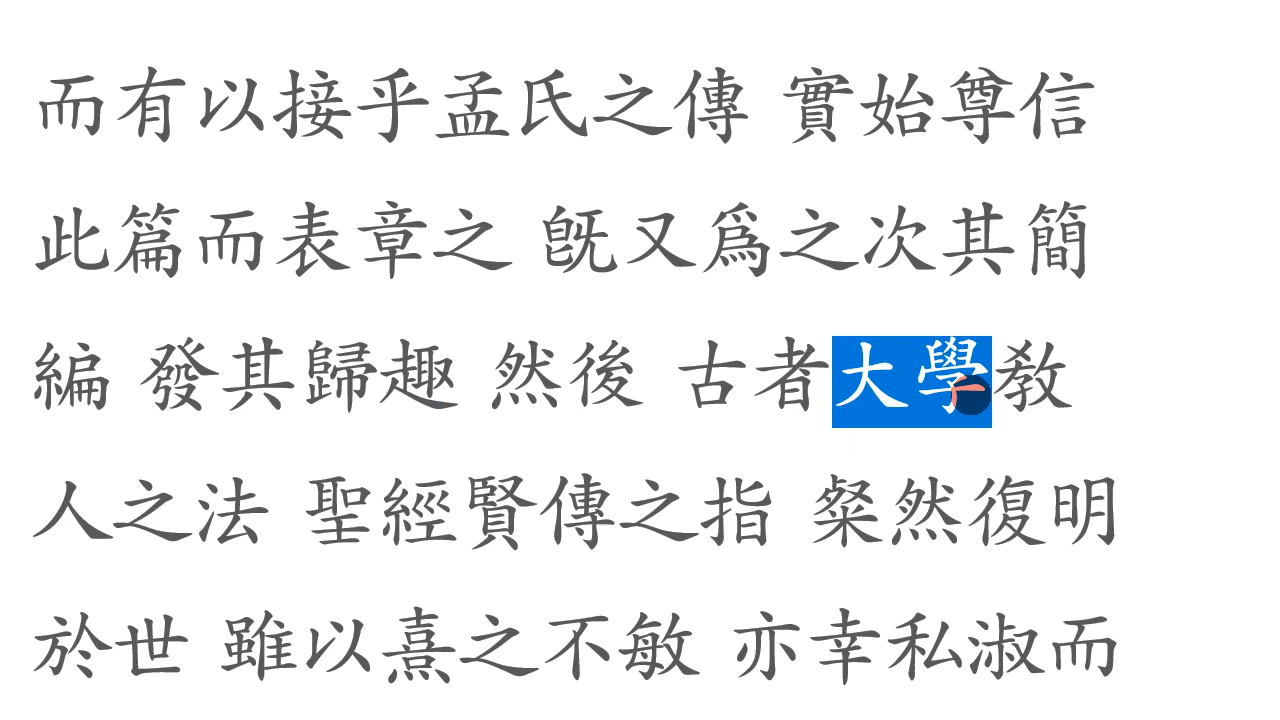 而有以接乎孟氏之傳 實始尊信
此篇而表章之 旣又爲之次其簡
編 發其歸趣 然後 古者大學敎
人之法 聖經賢傳之指 粲然復明
於世 雖以熹之不敏 亦幸私淑而